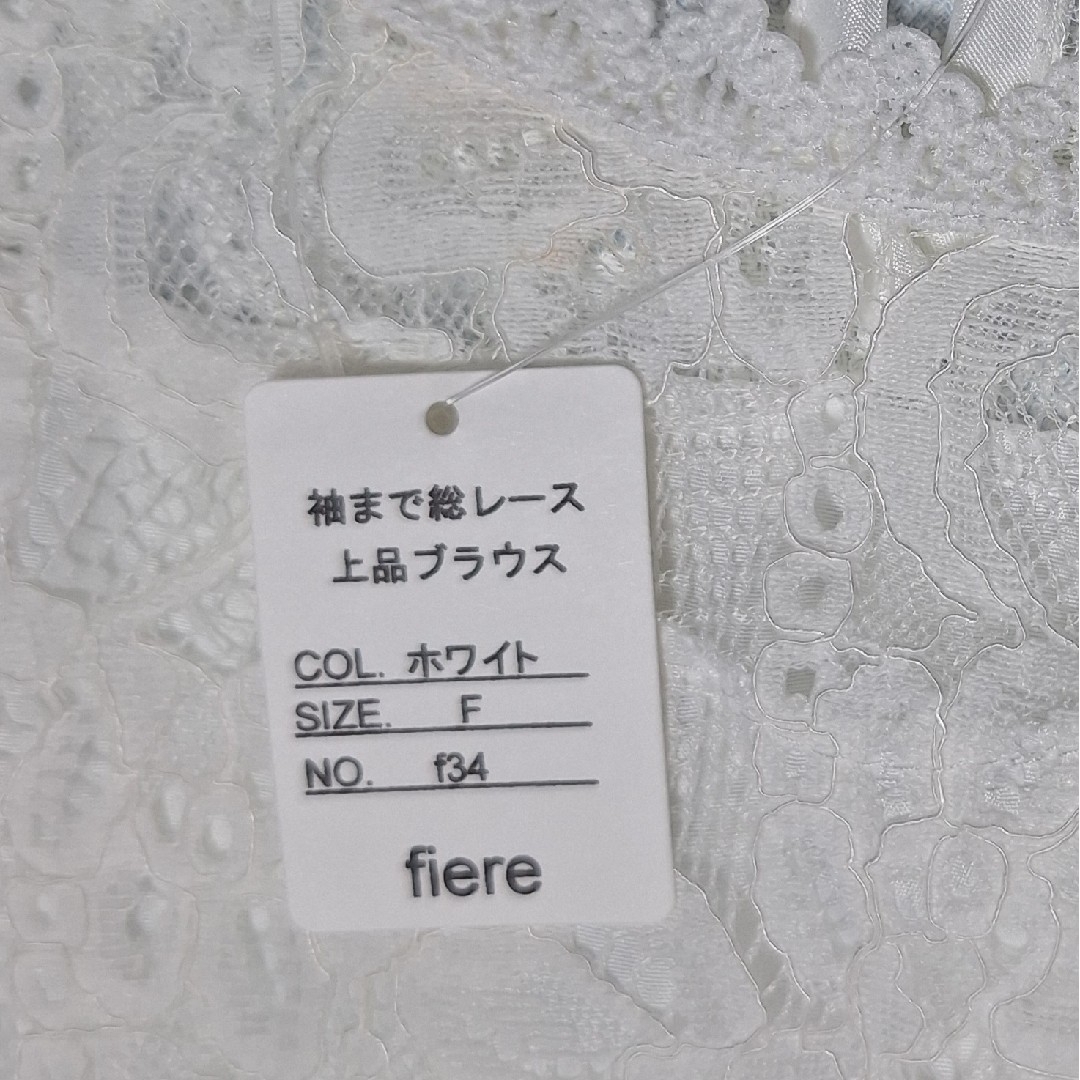 袖まで総レース
上品ブラウス
COL. ホワイト
SIZE. F
NO. f34
fiere